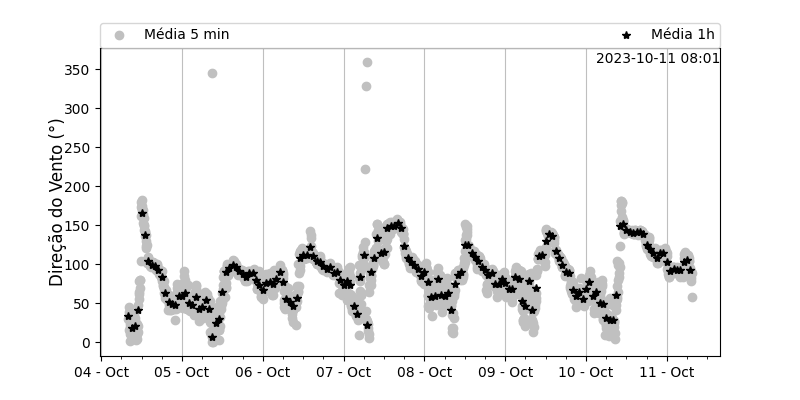 Média 5 min
Média 1h
2023-10-11 08:01
Direção do Vento (°)
350
300
250
200
150
100
50
0
04 - Oct
05 - Oct
06 - Oct
07 - Oct
08 - Oct
09 - Oct
10 - Oct
11 - Oct